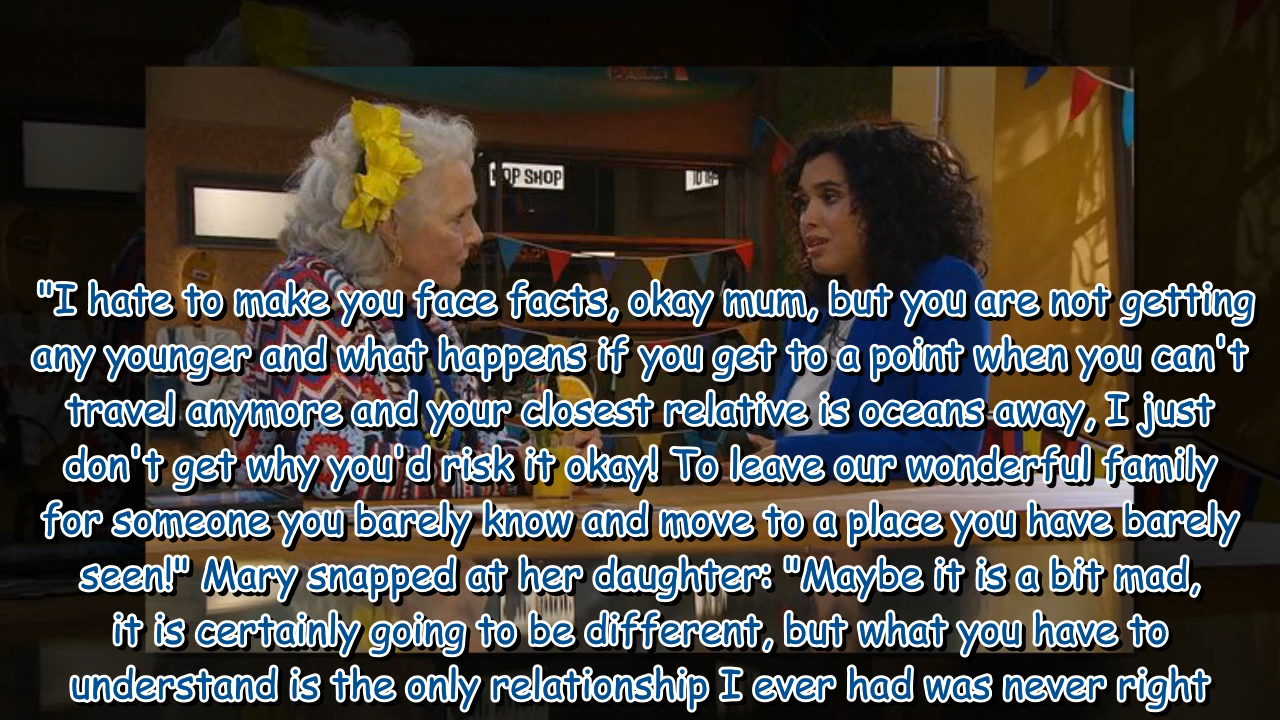 OP SHOP
"I hate to make you face facts, okay mum, but you are not getting
any younger and what happens if you get to a point when you can't
travel anymore and your closest relative is oceans away, I just
don't get why you'd risk it okay! To leave our wonderful family
for someone you barely know and move to a place you have barely
seen!" Mary snapped at her daughter: "Maybe it is a bit mad,
it is certainly going to be different, but what you have to
understand is the only relationship I ever had was never right